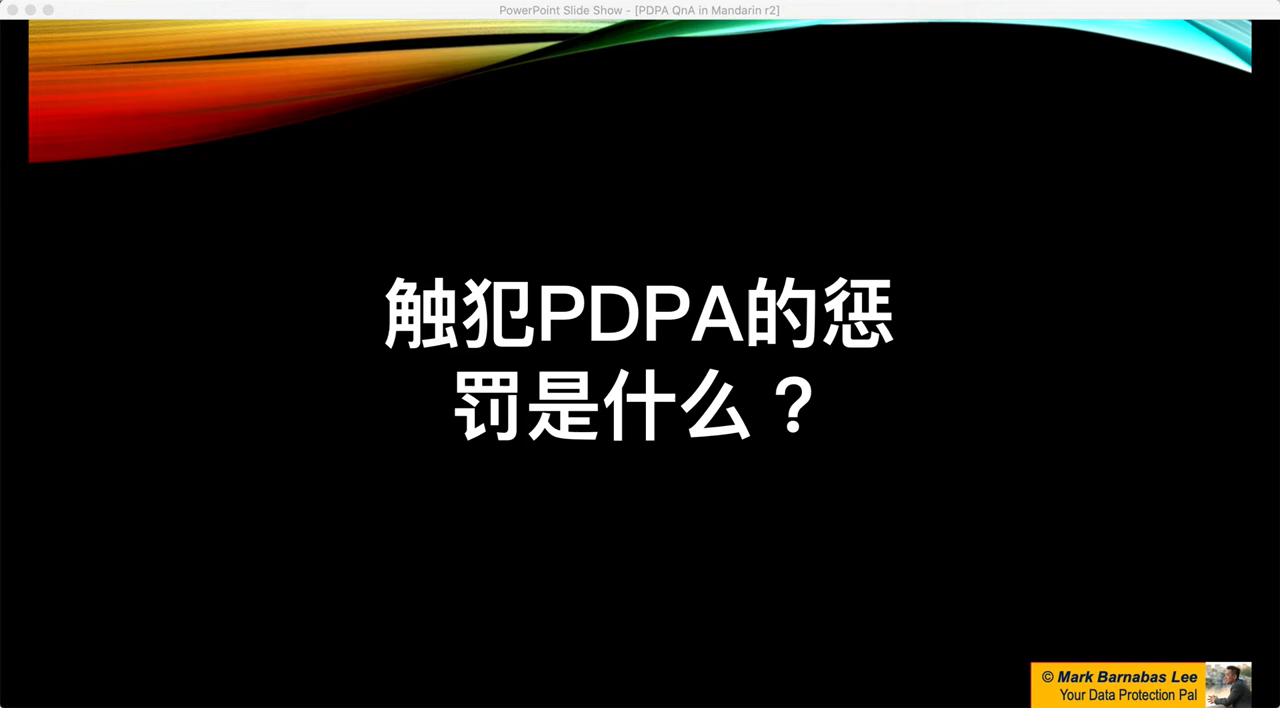 PowerPoint Slide Show - [PDPA QnA in Mandarin r2]
触犯PDPA的惩
罚是什么？
© Mark Barnabas Lee
Your Data Protection Pal